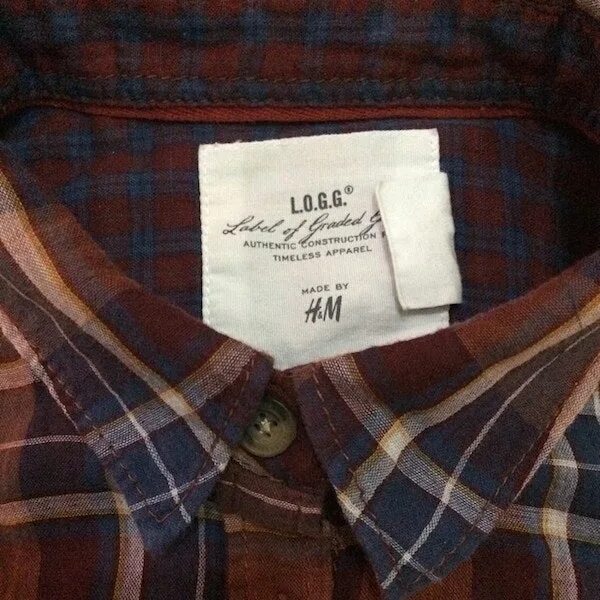 L.O.G.G.®
Label of Graded G
AUTHENTIC CONSTRUCTION
TIMELESS APPAREL
MADE BY
H&M